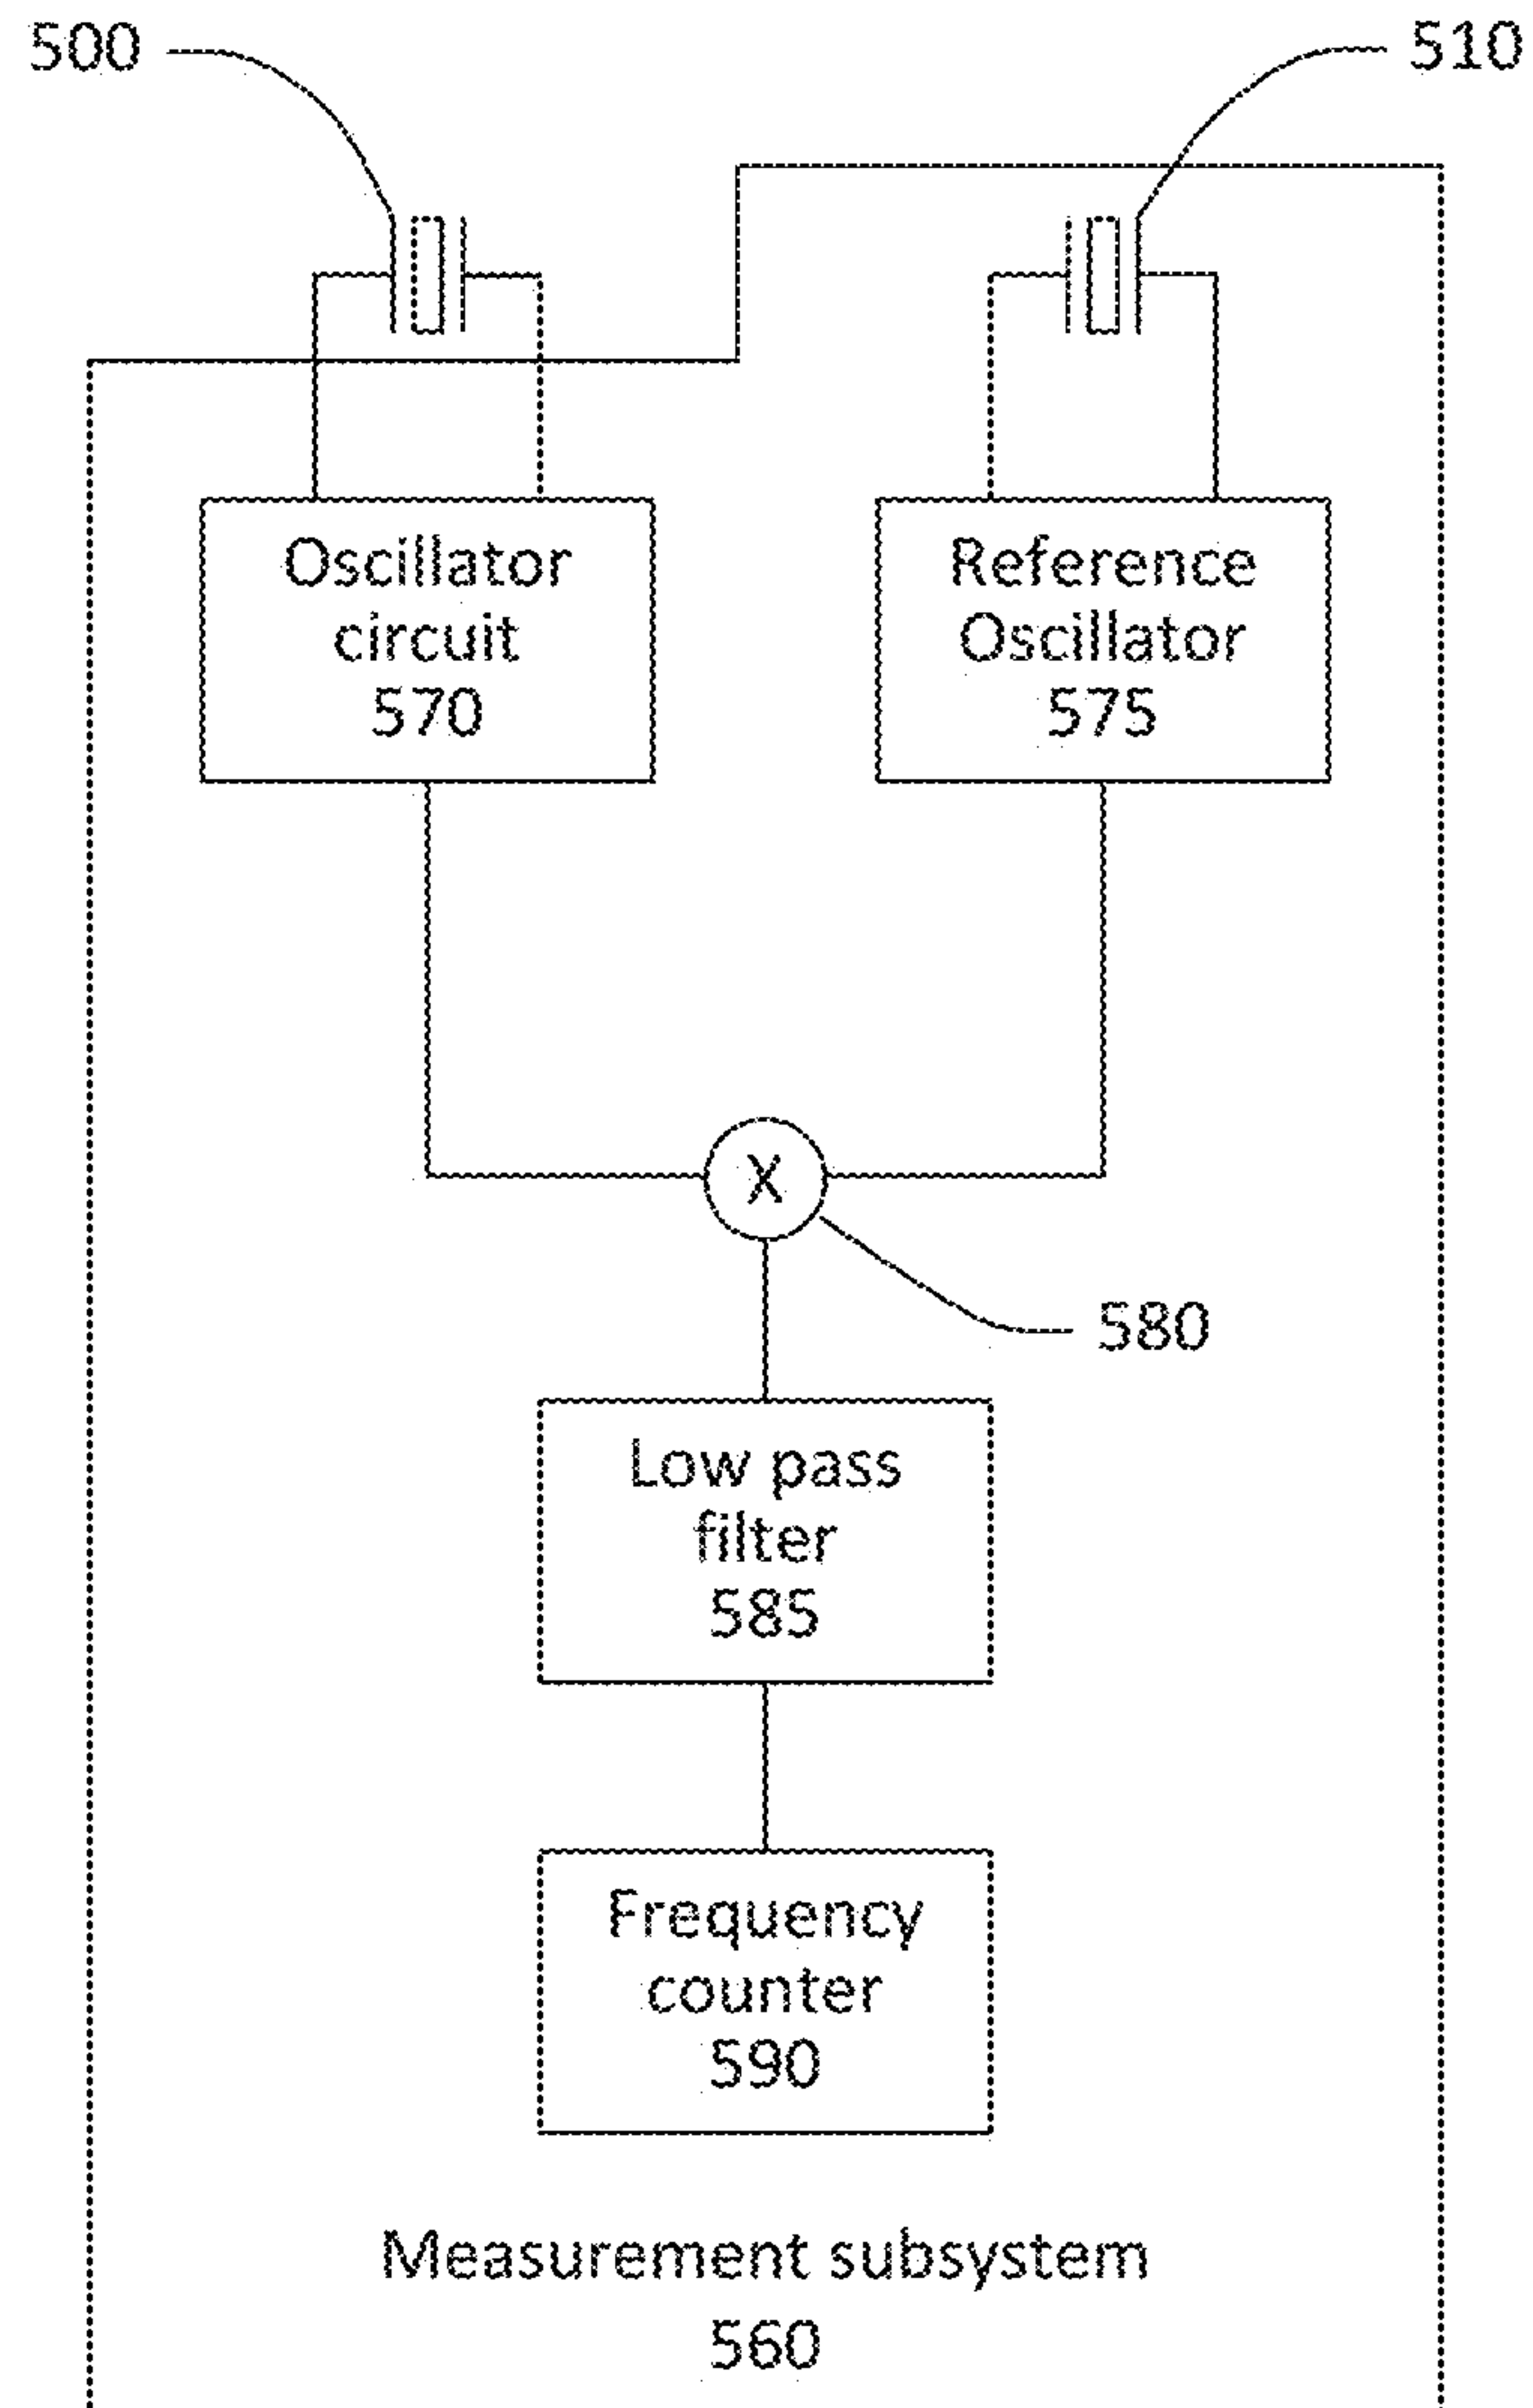 500
510
Oscillator
circuit
570
Reference
Oscillator
575
X
580
Low pass
filter
585
Frequency
counter
590
Measurement subsystem
560